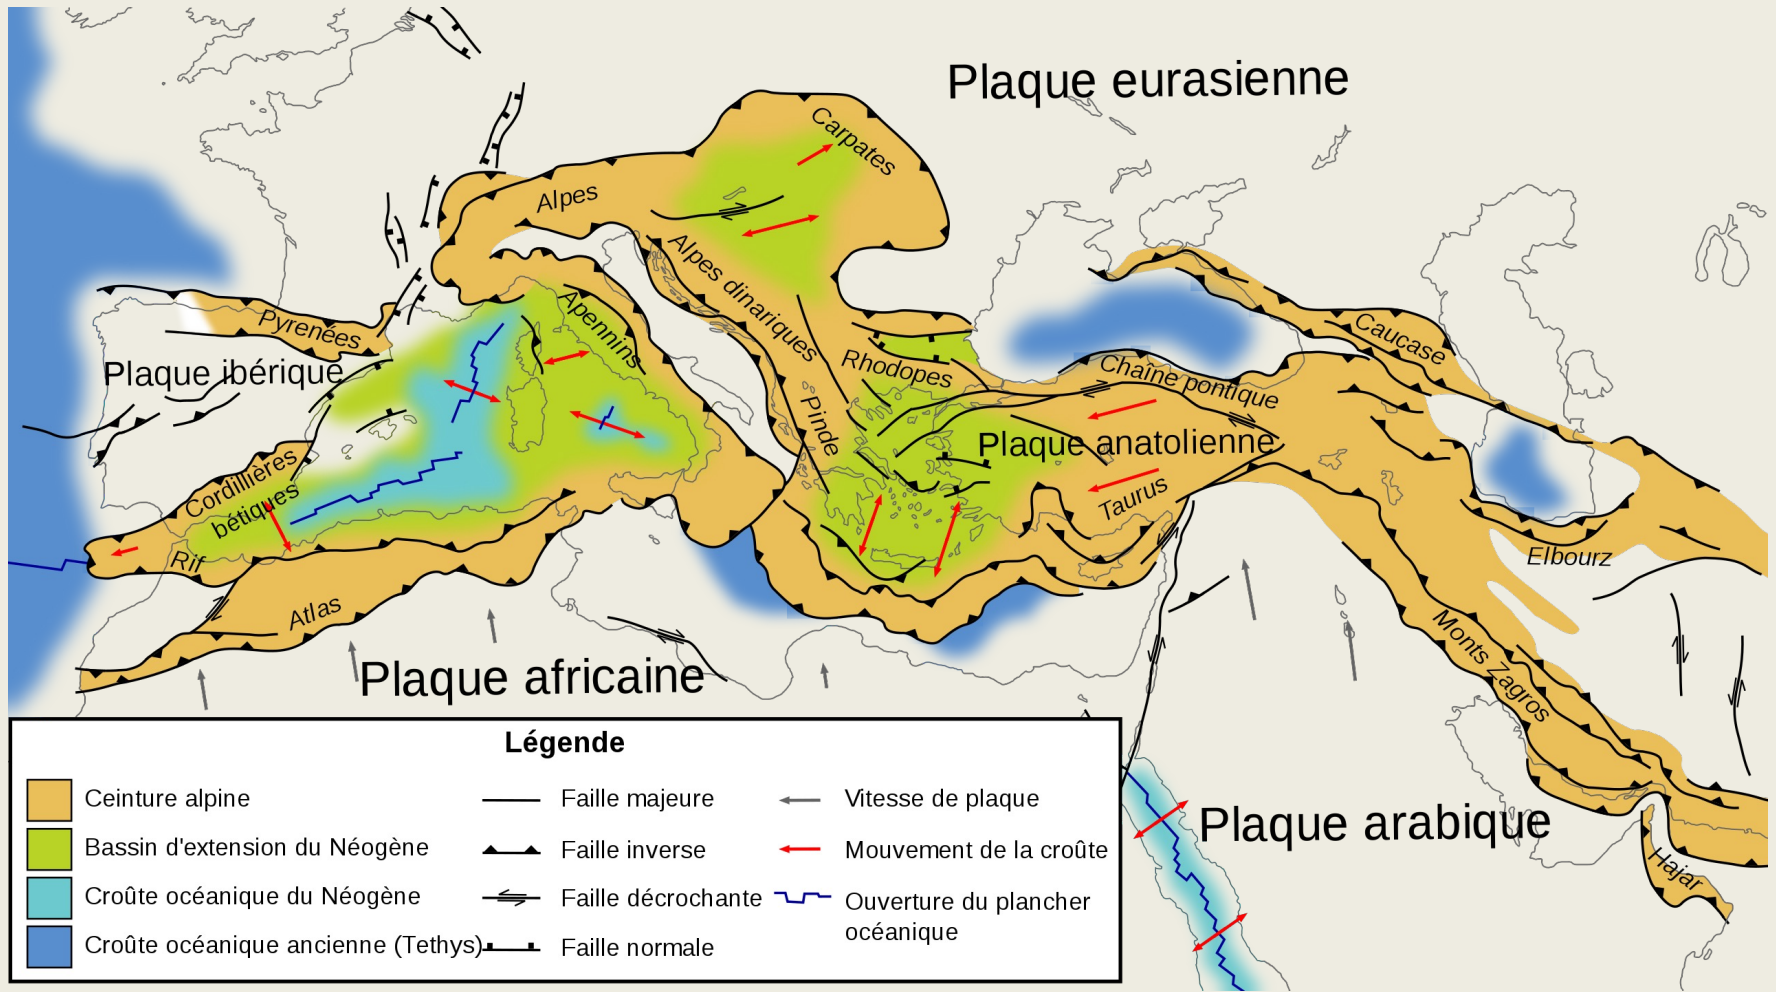 Plaque eurasienne
Carpates
Alpes
Alpes dinariques
Apennins
Pyrenées
Plaque ibérique
Caucase
Rhodopes
Chaîne pontique
Pinde
Plaque anatolienne
Taurus
Cordillières
bétiques
Rif
Atlas
Elbourz
Monts Zagros
Plaque africaine
Plaque arabique
Hajar
Légende
Ceinture alpine
Bassin d'extension du Néogène
Croûte océanique du Néogène
Croûte océanique ancienne (Tethys)
Faille majeure
Faille inverse
Faille décrochante
Faille normale
Vitesse de plaque
Mouvement de la croûte
Ouverture du plancher
océanique